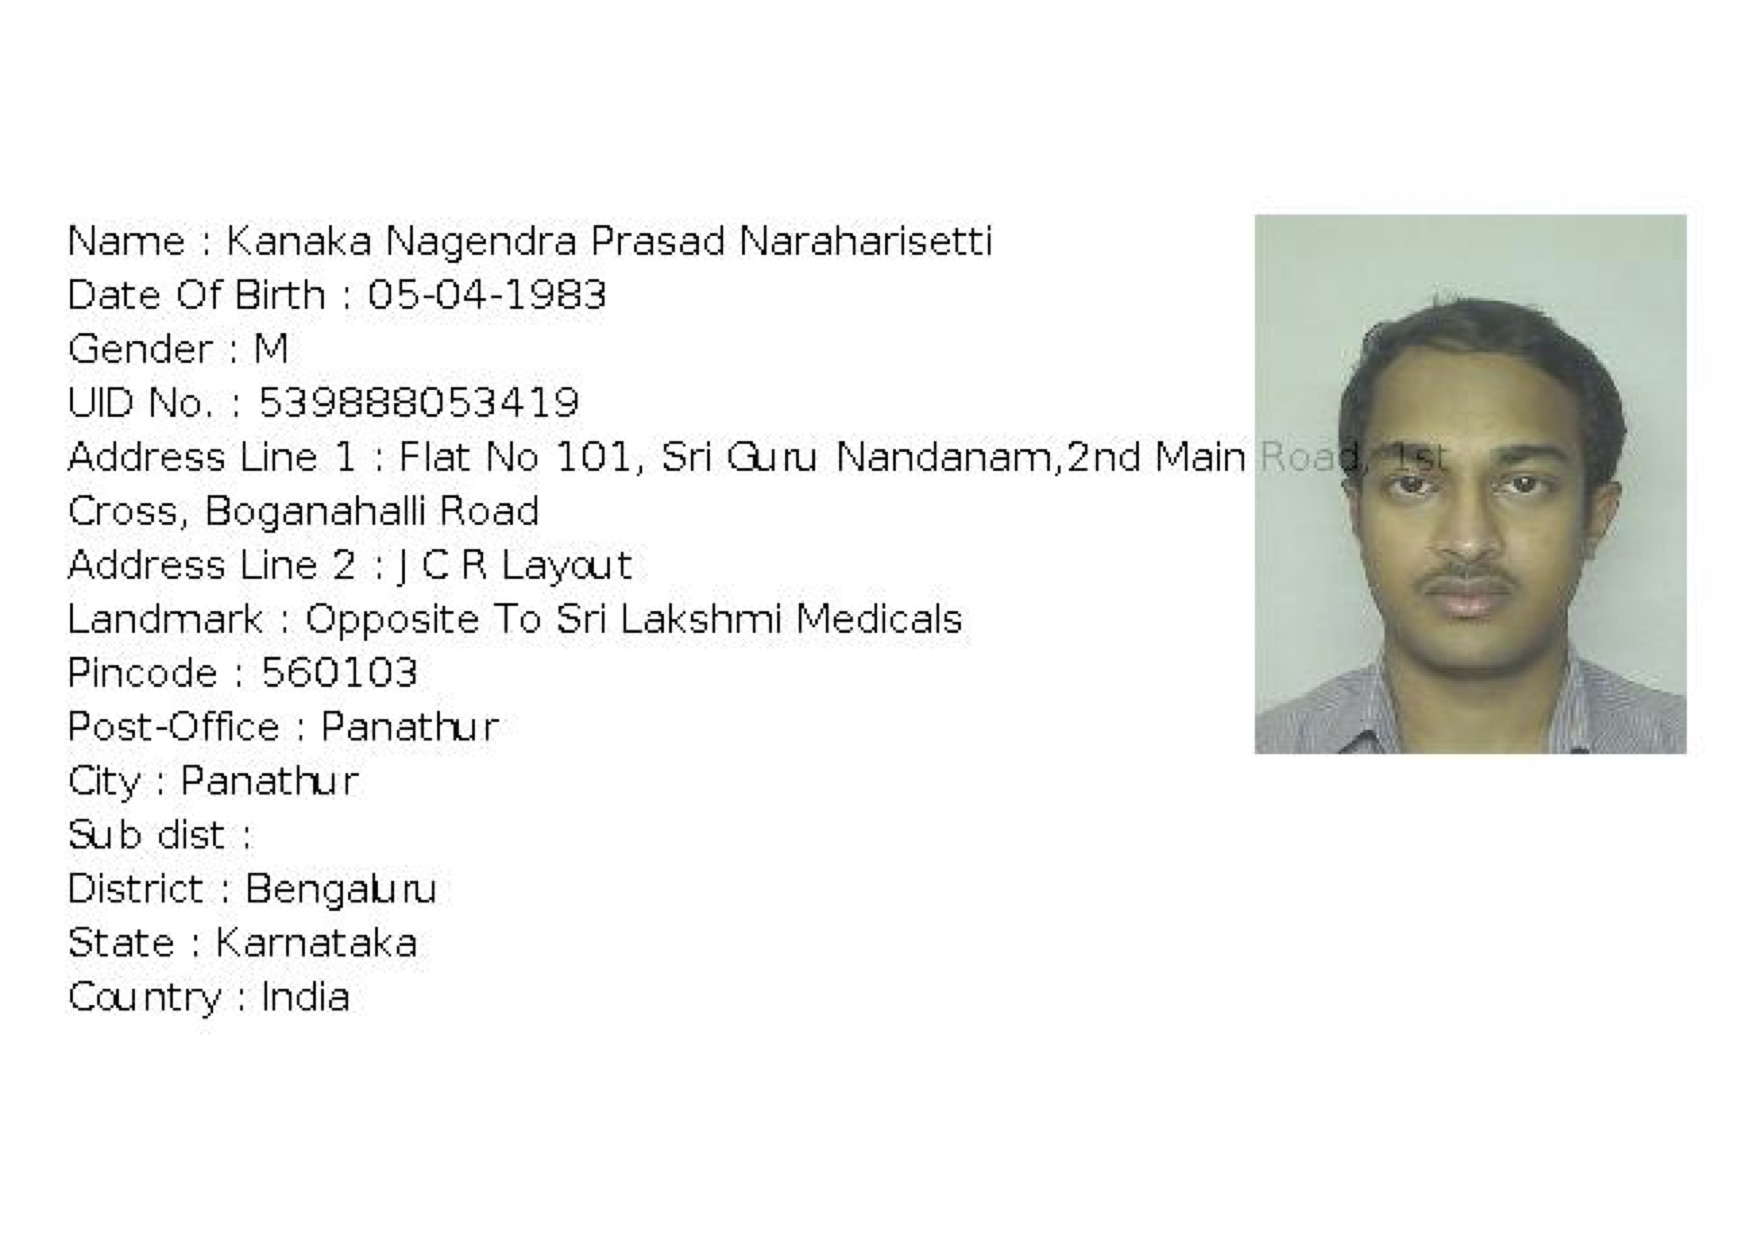 Name : Kanaka Nagendra Prasad Naraharisetti
Date Of Birth : 05-04-1983
Gender : M
UID No. : 539888053419
Address Line 1 : Flat No 101, Sri Guru Nandanam,2nd Main Road, 1st
Cross, Boganahalli Road
Address Line 2 : J C R Layout
Landmark : Opposite To Sri Lakshmi Medicals
Pincode : 560103
Post-Office : Panathur
City : Panathur
Sub dist :
District : Bengaluru
State : Karnataka
Country : India